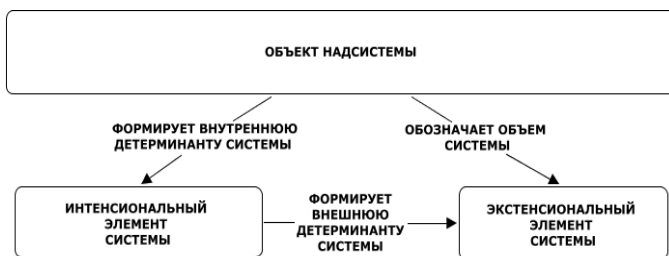 ОБЪЕКТ НАДСИСТЕМЫ
ФОРМИРУЕТ ВНУТРЕННЮЮ
ДЕТЕРМИНАНТУ СИСТЕМЫ
ОБОЗНАЧАЕТ ОБЪЕМ
СИСТЕМЫ
ИНТЕНСИОНАЛЬНЫЙ
ЭЛЕМЕНТ
СИСТЕМЫ
ФОРМИРУЕТ
ВНЕШНЮЮ
ДЕТЕРМИНАНТУ
СИСТЕМЫ
ЭКСТЕНСИОНАЛЬНЫЙ
ЭЛЕМЕНТ
СИСТЕМЫ